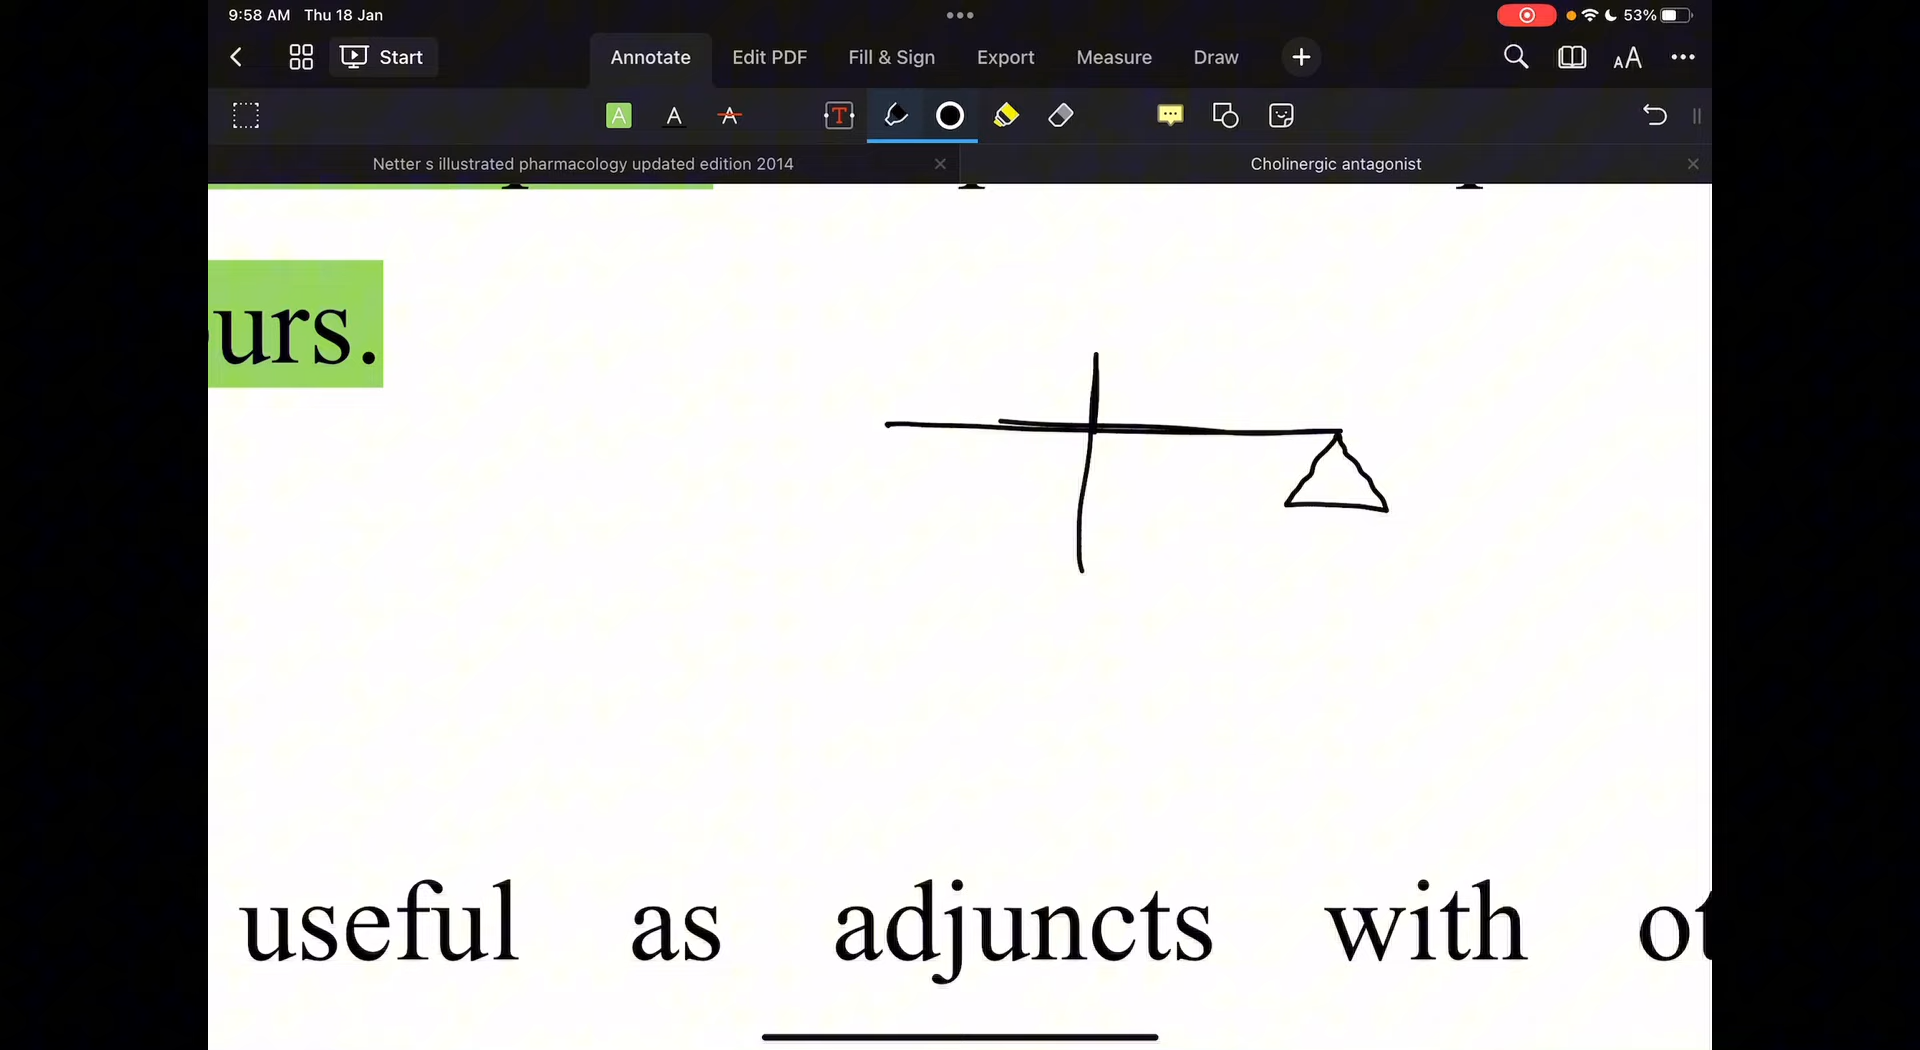 9:58 AM Thu 18 Jan 53%
Start Annotate Edit PDF Fill & Sign Export Measure Draw
Netter s illustrated pharmacology updated edition 2014 Cholinergic antagonist
urs.
useful as adjuncts with